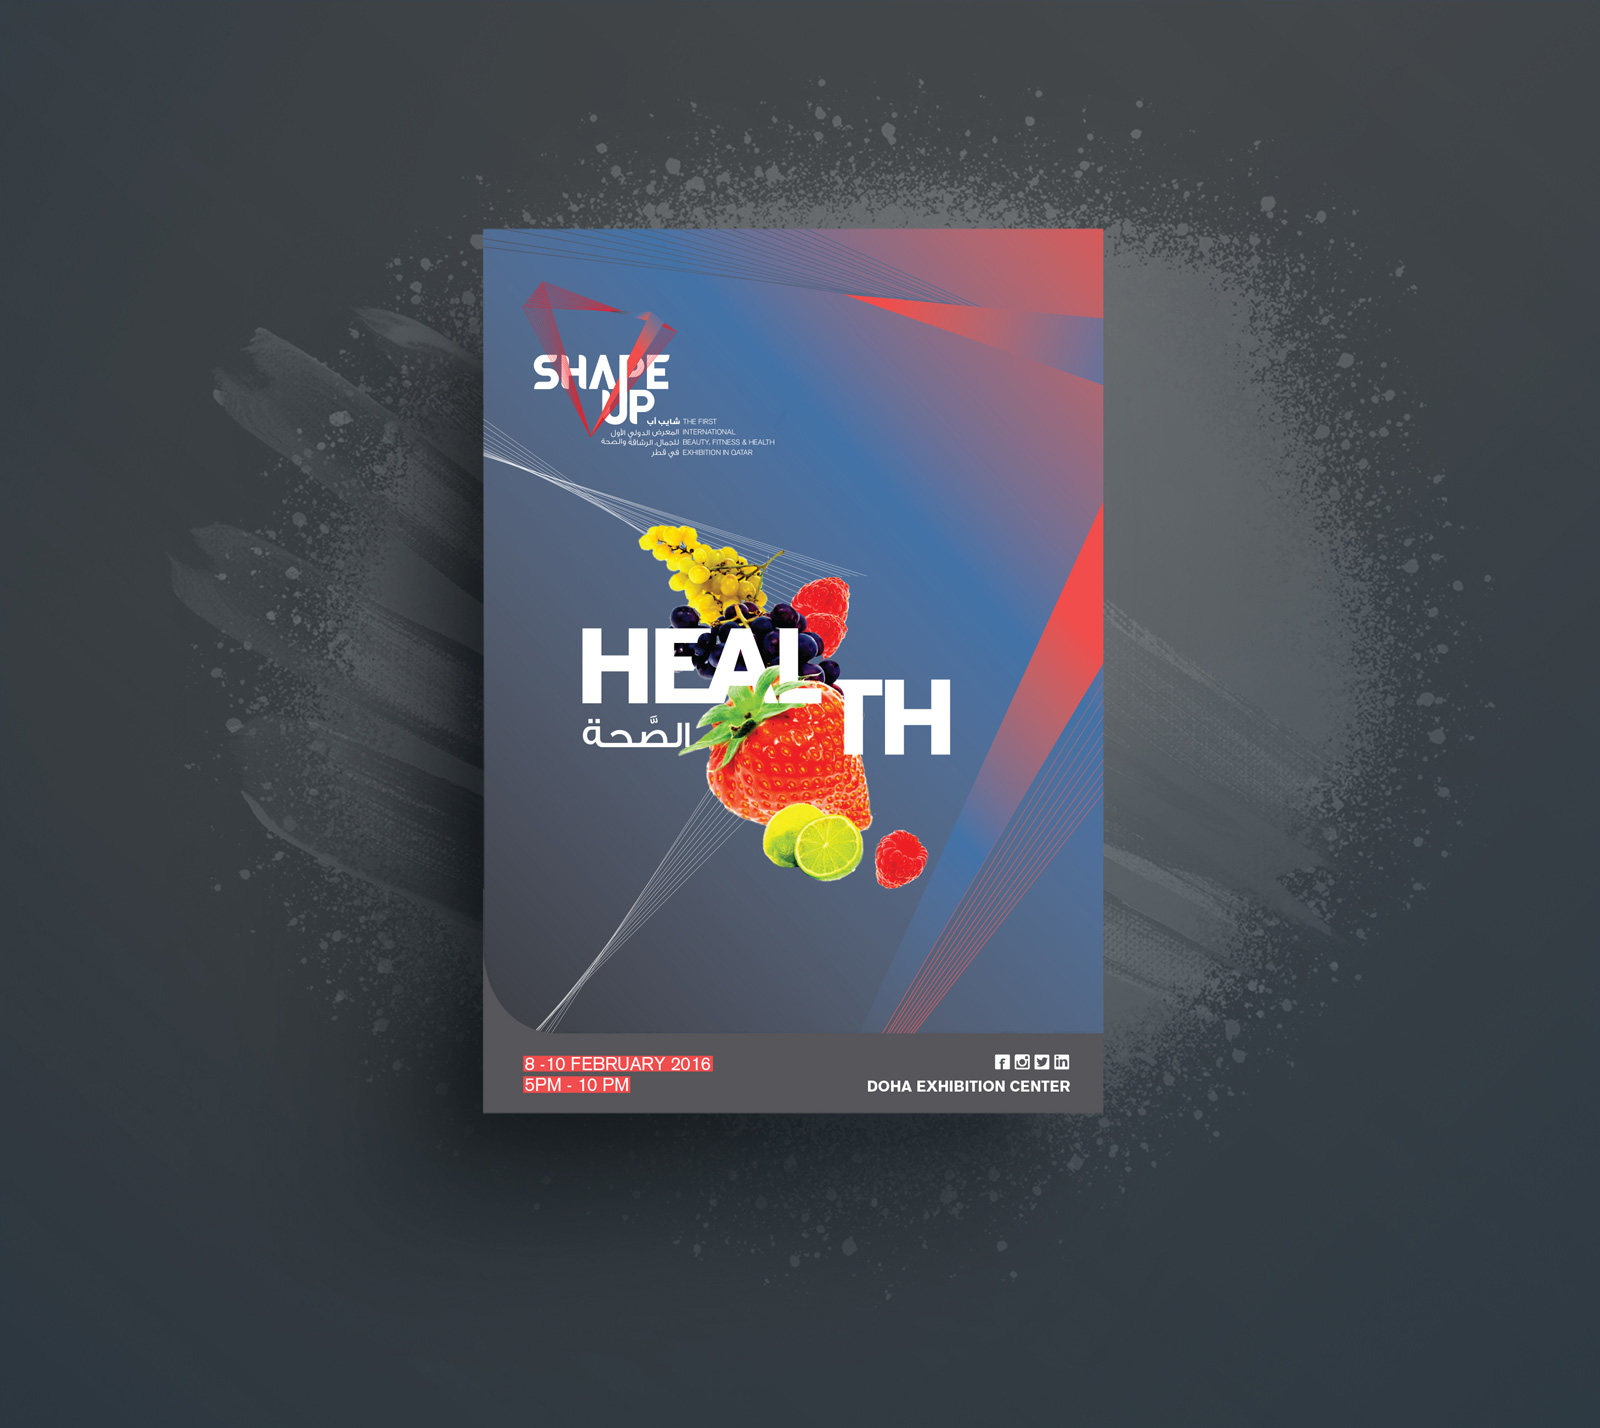 SHAPE
UP
شايب أب THE FIRST
المعرض الدولي الأول INTERNATIONAL
للجمال، الرشاقة والصحة BEAUTY, FITNESS & HEALTH
في قطر EXHIBITION IN QATAR
HEALTH
الصَّحة
8 -10 FEBRUARY 2016
5PM - 10 PM
DOHA EXHIBITION CENTER